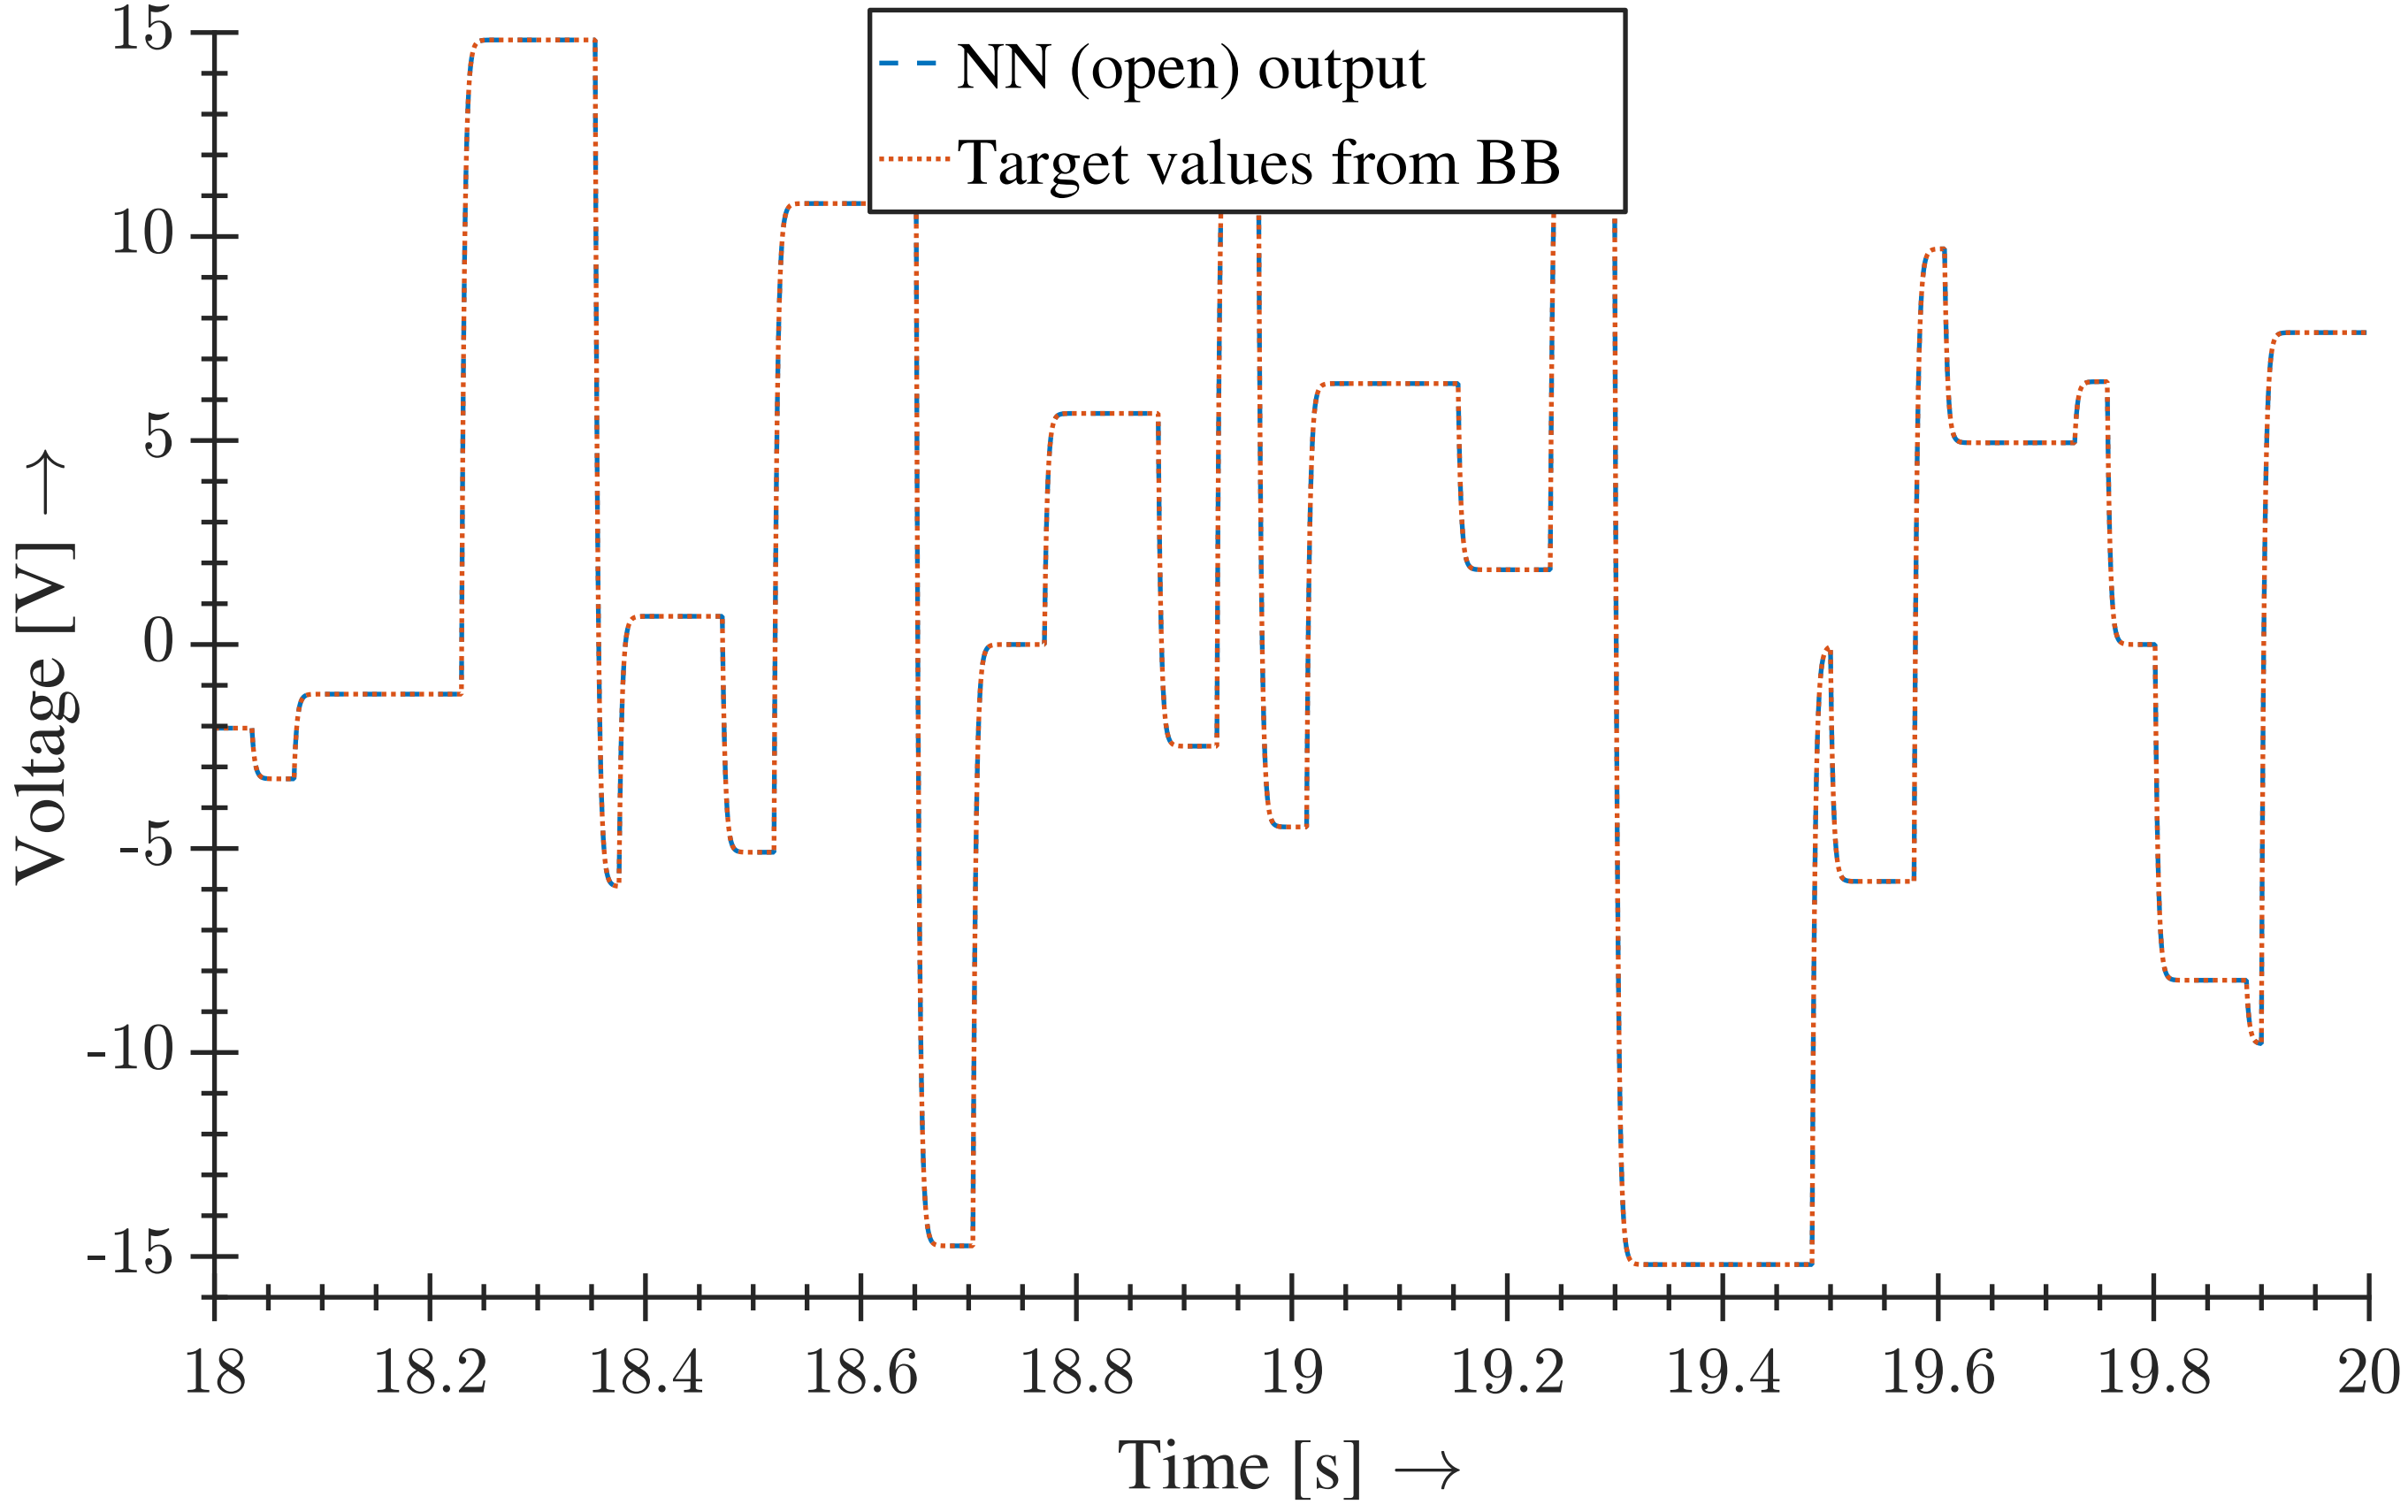 NN (open) output
Target values from BB
15
10
5
0
-5
-10
-15
Voltage [V] →
18 18.2 18.4 18.6 18.8 19 19.2 19.4 19.6 19.8 20
Time [s] →